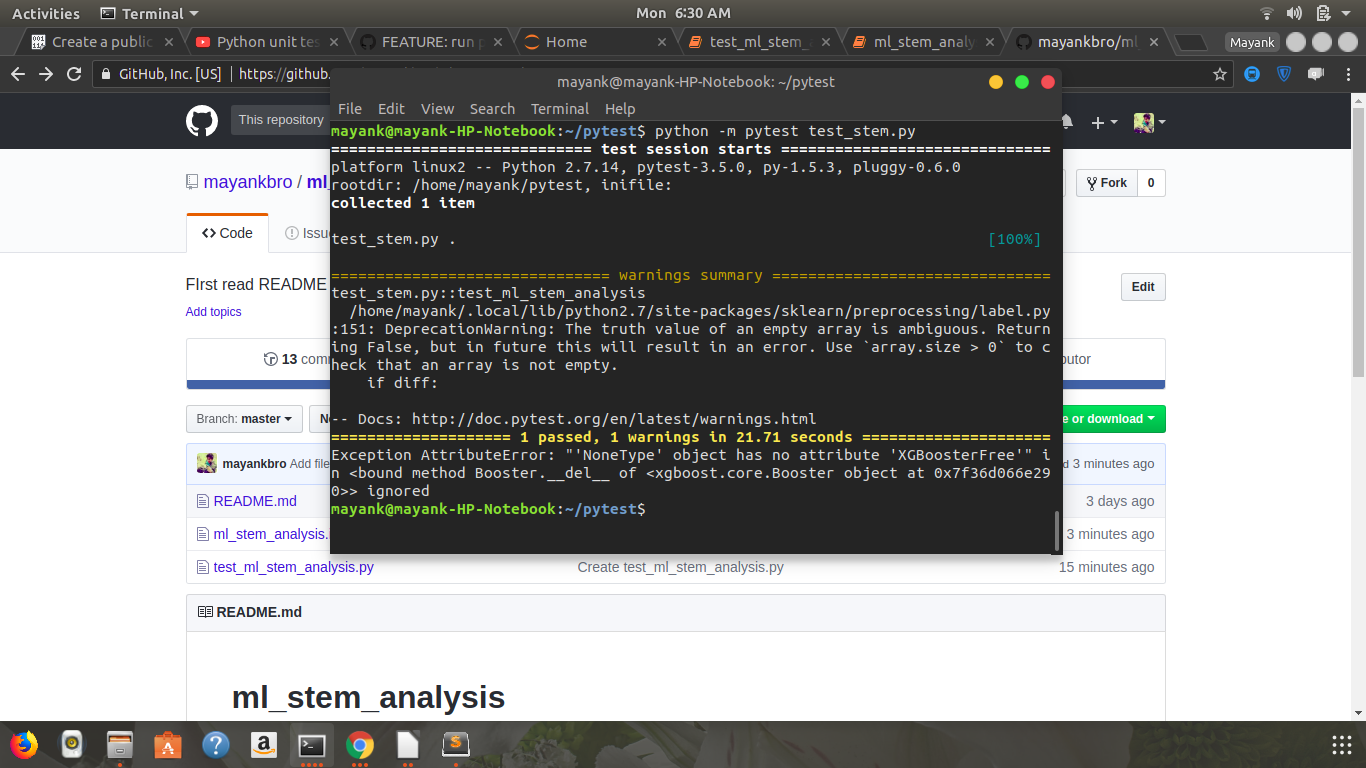 Activities Terminal Mon 6:30 AM
Create a public Python unit tes FEATURE: run p Home test_ml_stem_ ml_stem_analy mayankbro/ml Mayank
GitHub, Inc. [US] https://github.
mayank@mayank-HP-Notebook: ~/pytest
File Edit View Search Terminal Help
mayank@mayank-HP-Notebook:~/pytest$ python -m pytest test_stem.py
============================= test session starts ==============================
platform linux2 -- Python 2.7.14, pytest-3.5.0, py-1.5.3, pluggy-0.6.0
rootdir: /home/mayank/pytest, inifile:
collected 1 item
test_stem.py . [100%]
=============================== warnings summary ===============================
test_stem.py::test_ml_stem_analysis
/home/mayank/.local/lib/python2.7/site-packages/sklearn/preprocessing/label.py
:151: DeprecationWarning: The truth value of an empty array is ambiguous. Return
ing False, but in future this will result in an error. Use `array.size > 0` to c
heck that an array is not empty.
if diff:
-- Docs: http://doc.pytest.org/en/latest/warnings.html
==================== 1 passed, 1 warnings in 21.71 seconds =====================
Exception AttributeError: "'NoneType' object has no attribute 'XGBoosterFree'" i
n <bound method Booster.__del__ of <xgboost.core.Booster object at 0x7f36d066e29
0>> ignored
mayank@mayank-HP-Notebook:~/pytest$
This repository
mayankbro / ml Fork 0
Code Issu
FIrst read README Edit
Add topics
13 comm butor
Branch: master Ne e or download
mayankbro Add file d 3 minutes ago
README.md 3 days ago
ml_stem_analysis. 3 minutes ago
test_ml_stem_analysis.py Create test_ml_stem_analysis.py 15 minutes ago
README.md
ml_stem_analysis